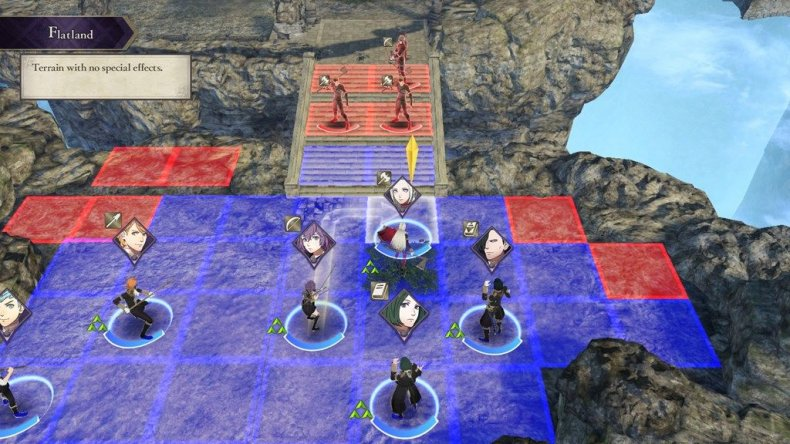 Flatland
Terrain with no special effects.